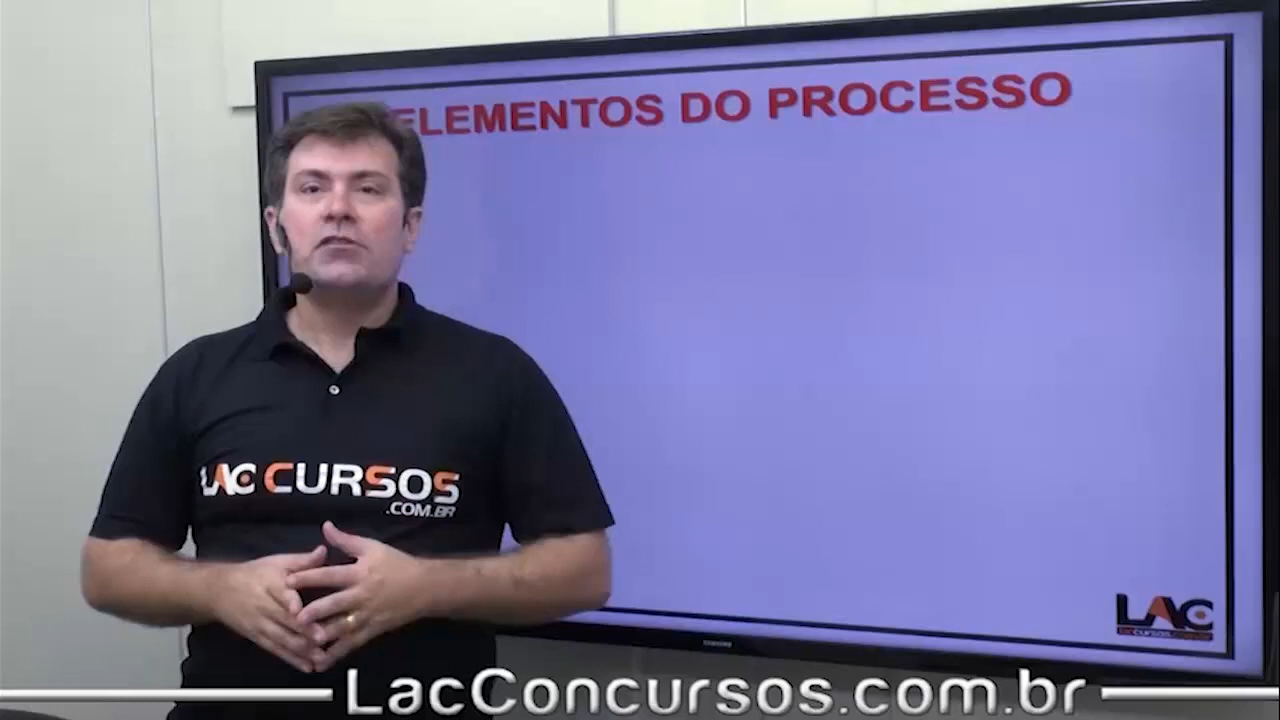 ELEMENTOS DO PROCESSO
LAC CURSOS
.COM.BR
LAC
LacConcursos.com.br